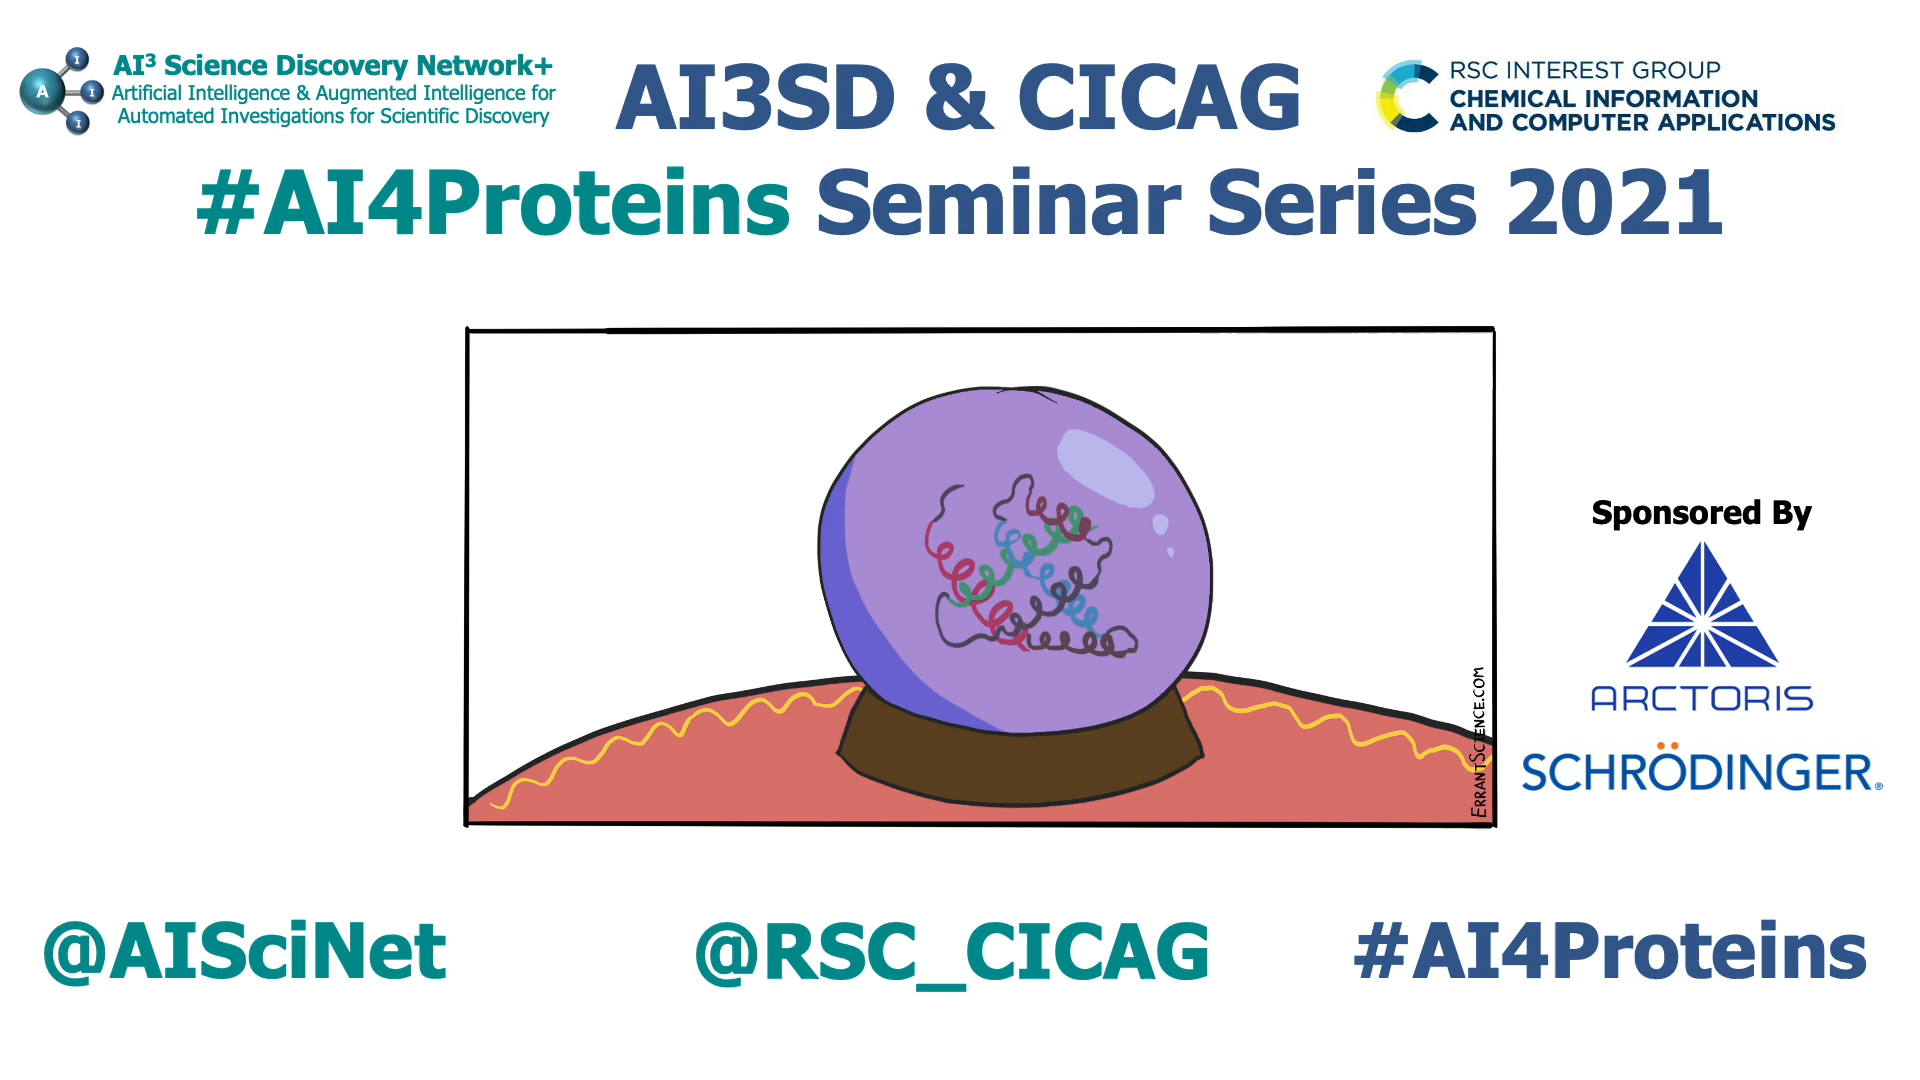 AI³ Science Discovery Network+
Artificial Intelligence & Augmented Intelligence for
Automated Investigations for Scientific Discovery
A
I
I
I
AI3SD & CICAG
RSC INTEREST GROUP
CHEMICAL INFORMATION
AND COMPUTER APPLICATIONS
#AI4Proteins Seminar Series 2021
ERRANTSCIENCE.COM
Sponsored By
ARCTORIS
SCHRÖDINGER®
@AISciNet
@RSC_CICAG
#AI4Proteins